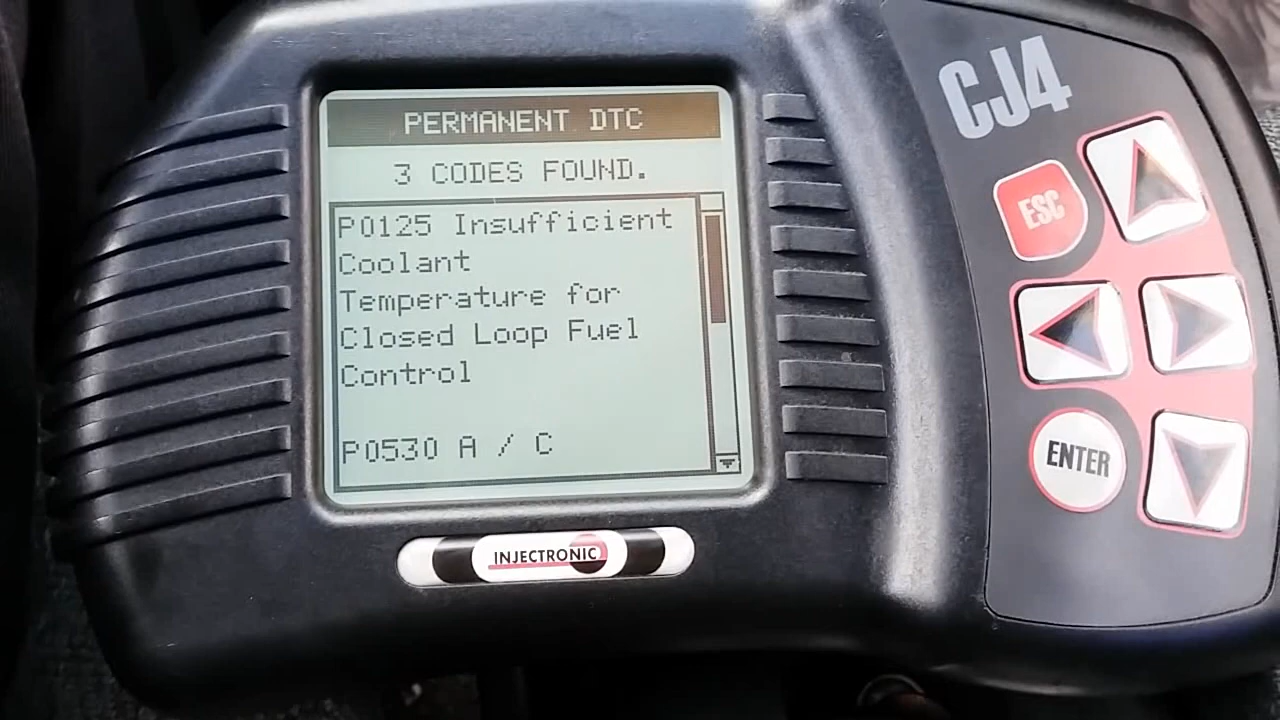 PERMANENT DTC
3 CODES FOUND.
P0125 Insufficient
Coolant
Temperature for
Closed Loop Fuel
Control
P0530 A / C
INJECTRONIC
CJ4
ESC
ENTER